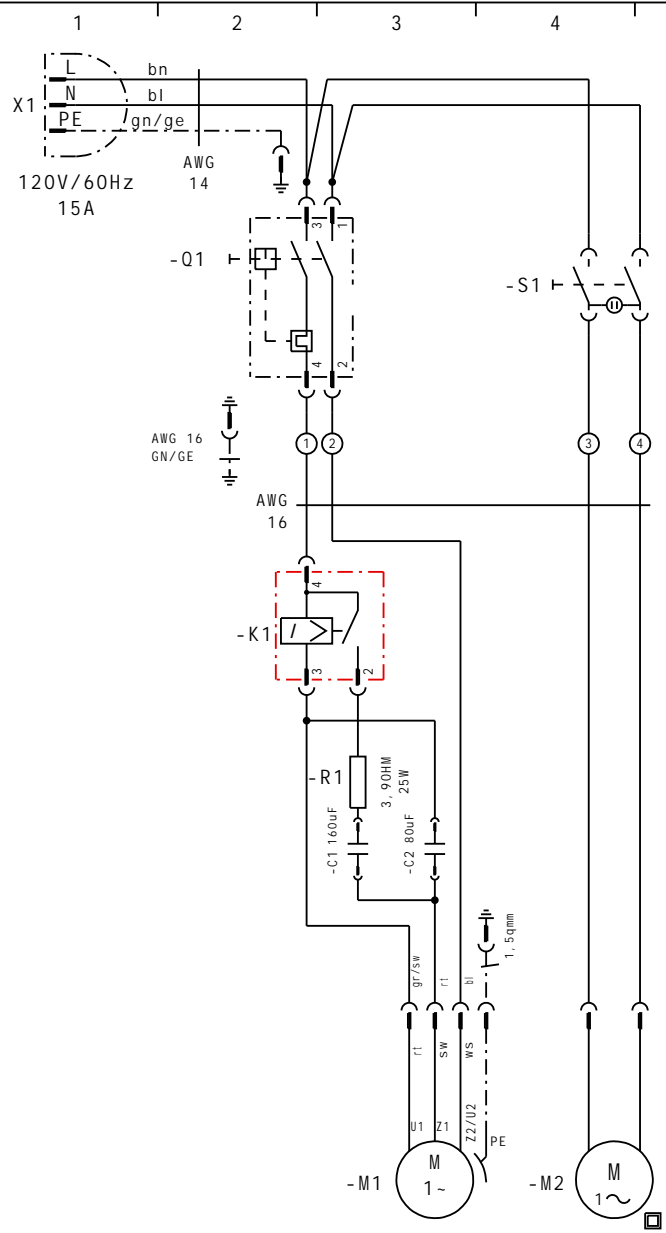 1 2 3 4
L bn
X1 N bl
PE gn/ge
AWG
14
120V/60Hz
15A
3 1
-Q1
-S1
4 2
AWG 16
GN/GE
1 2 3 4
AWG
16
4
-K1 I
3 2
-R1
3,9OHM
25W
-C1 160uF
-C2 80uF
1,5qmm
gr/sw rt bl
rt sw ws
U1 Z1 Z2/U2 PE
-M1 M
1~
-M2 M
1